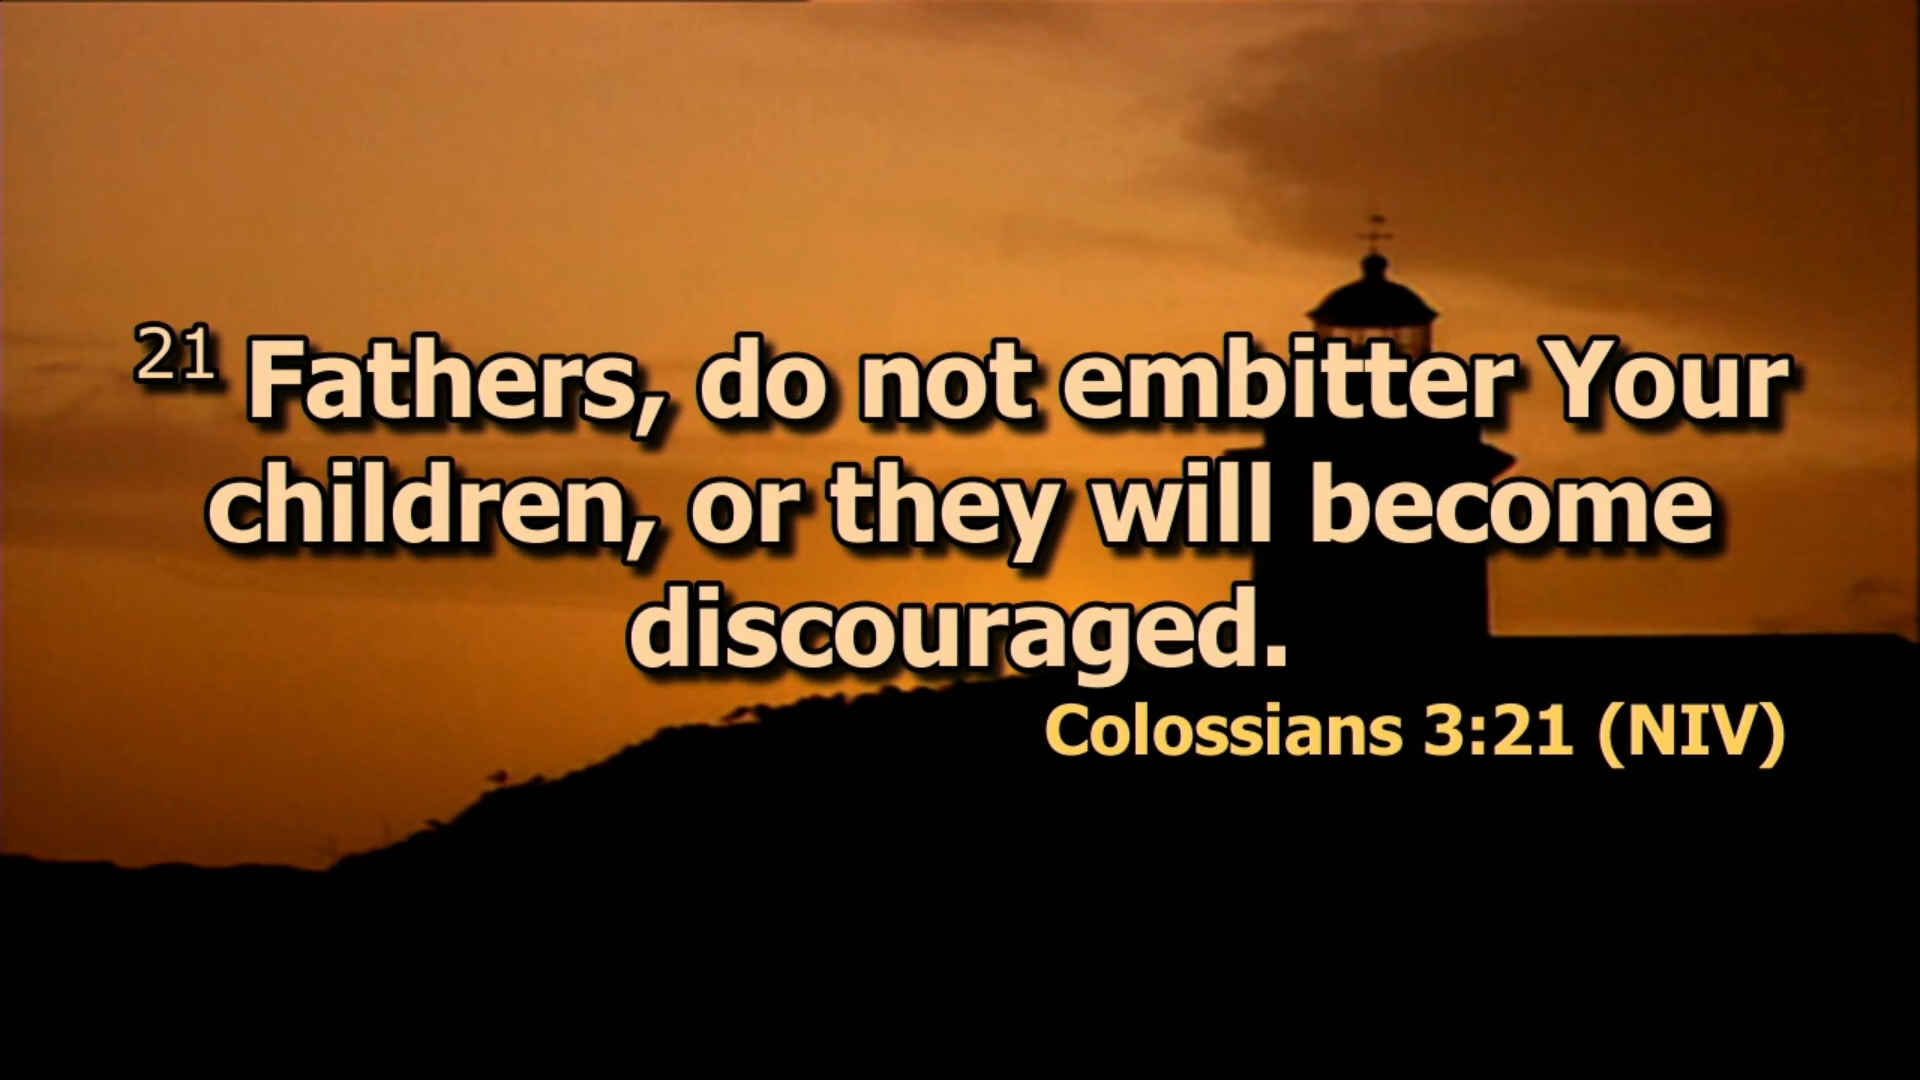 21 Fathers, do not embitter Your
children, or they will become
discouraged.
Colossians 3:21 (NIV)